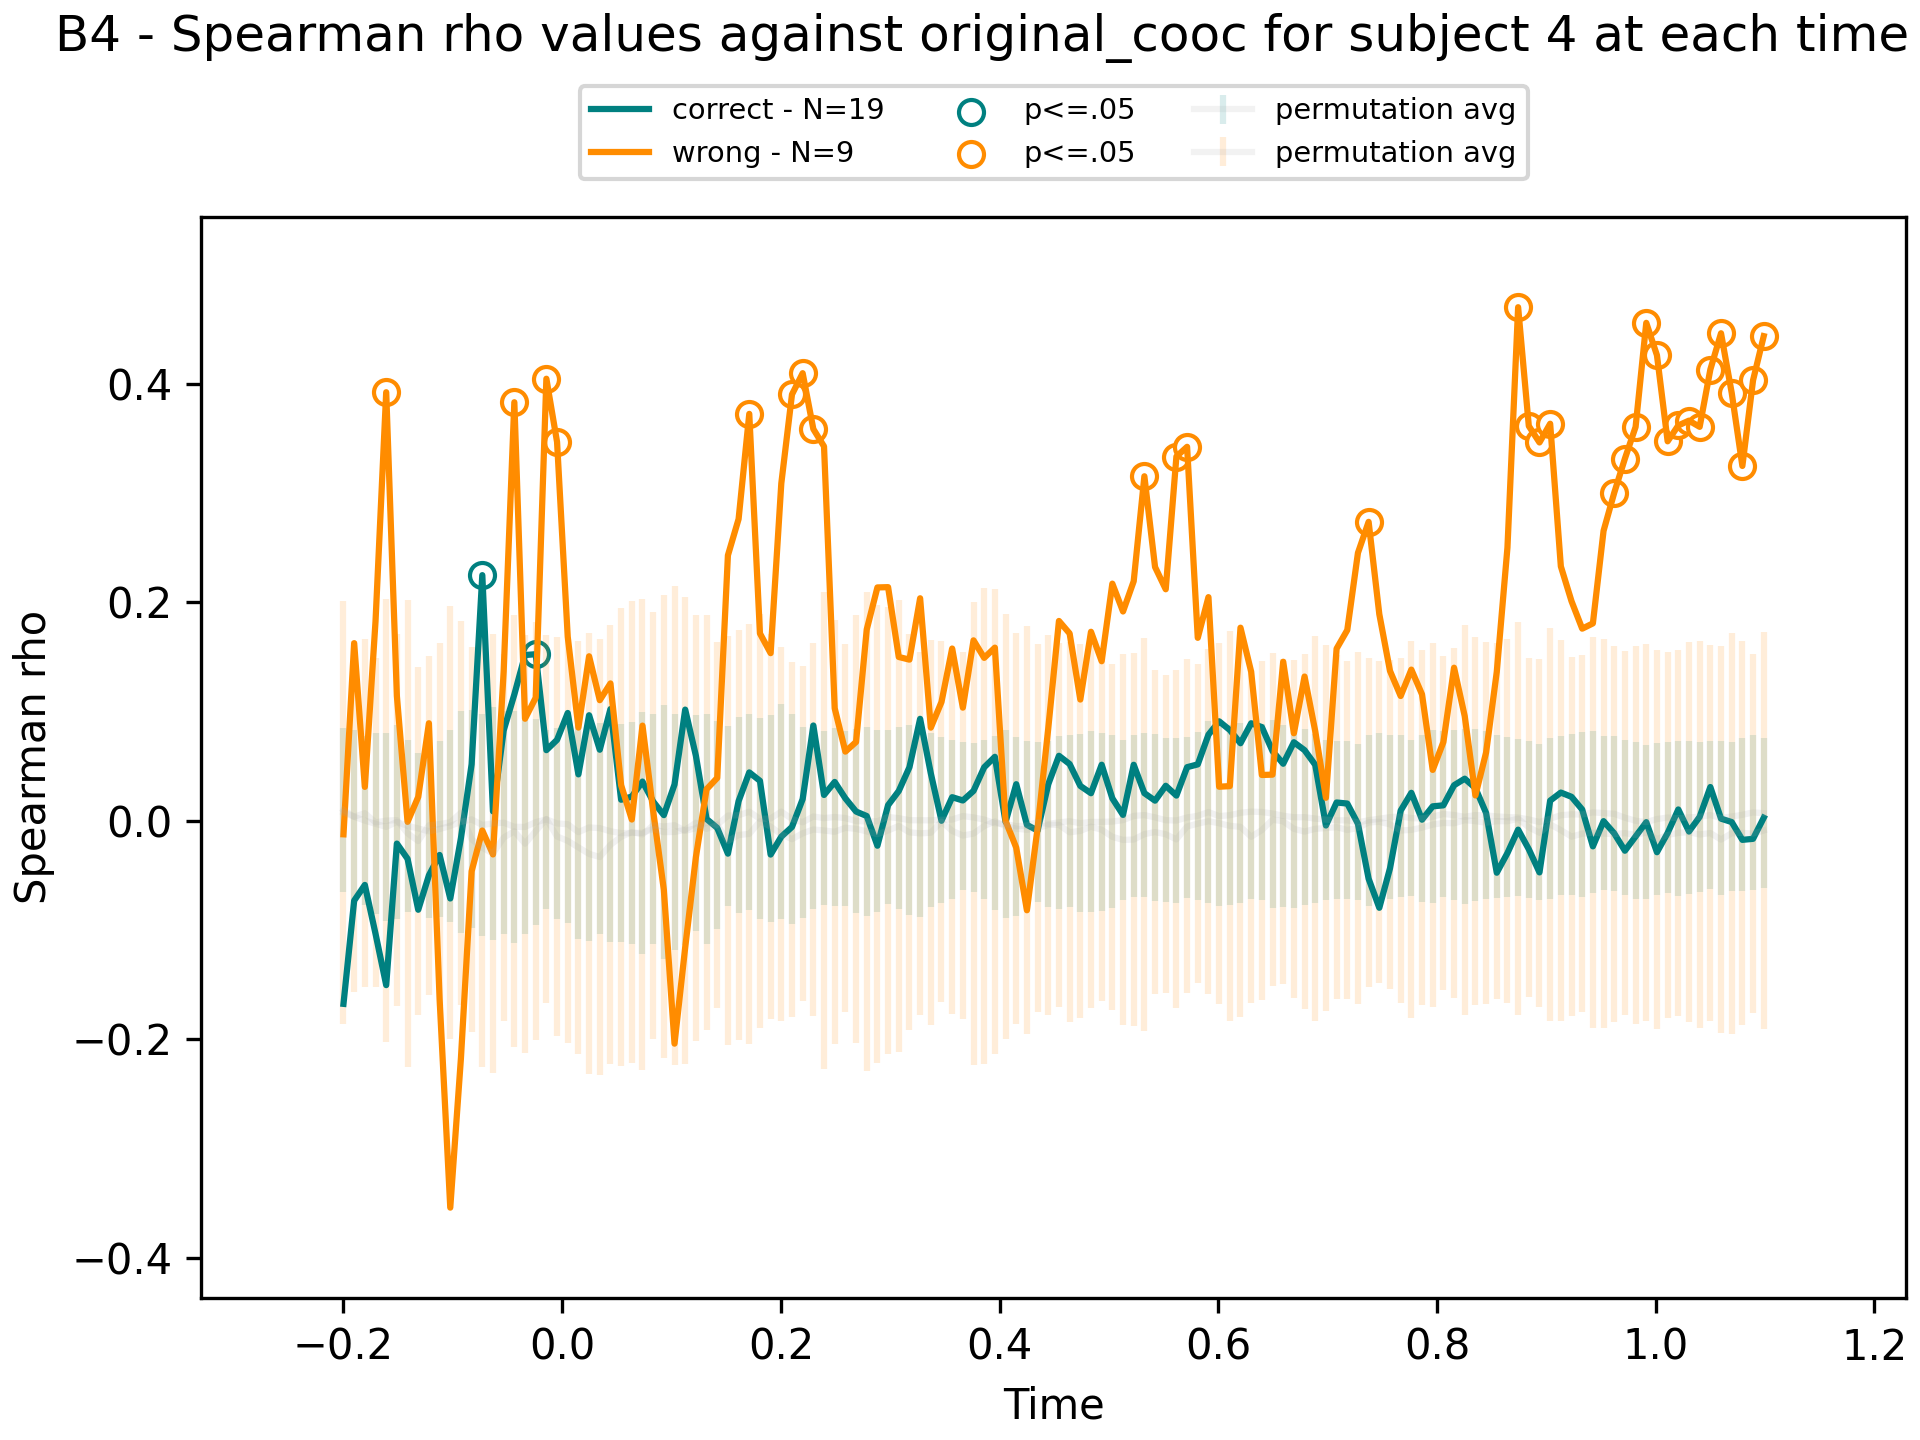 B4 - Spearman rho values against original_cooc for subject 4 at each time
correct - N=19
wrong - N=9
p<=.05
p<=.05
permutation avg
permutation avg
Spearman rho
0.4
0.2
0.0
−0.2
−0.4
−0.2
0.0
0.2
0.4
0.6
0.8
1.0
1.2
Time